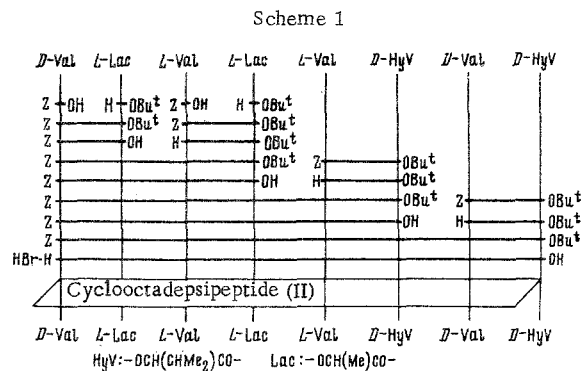 Scheme 1
D-Val L-Lac L-Val L-Lac L-Val D-HyV D-Val D-HyV
Z OH H OBuᵗ Z OH H OBuᵗ
Z OBuᵗ Z OBuᵗ
Z OH H OBuᵗ
Z OBuᵗ Z OBuᵗ
Z OH H OBuᵗ
Z OBuᵗ Z OBuᵗ
Z OH H OBuᵗ
Z OBuᵗ
HBr-H OH
Cyclooctadepsipeptide (II)
D-Val L-Lac L-Val L-Lac L-Val D-HyV D-Val D-HyV
HyV:-OCH(CHMe₂)CO- Lac:-OCH(Me)CO-